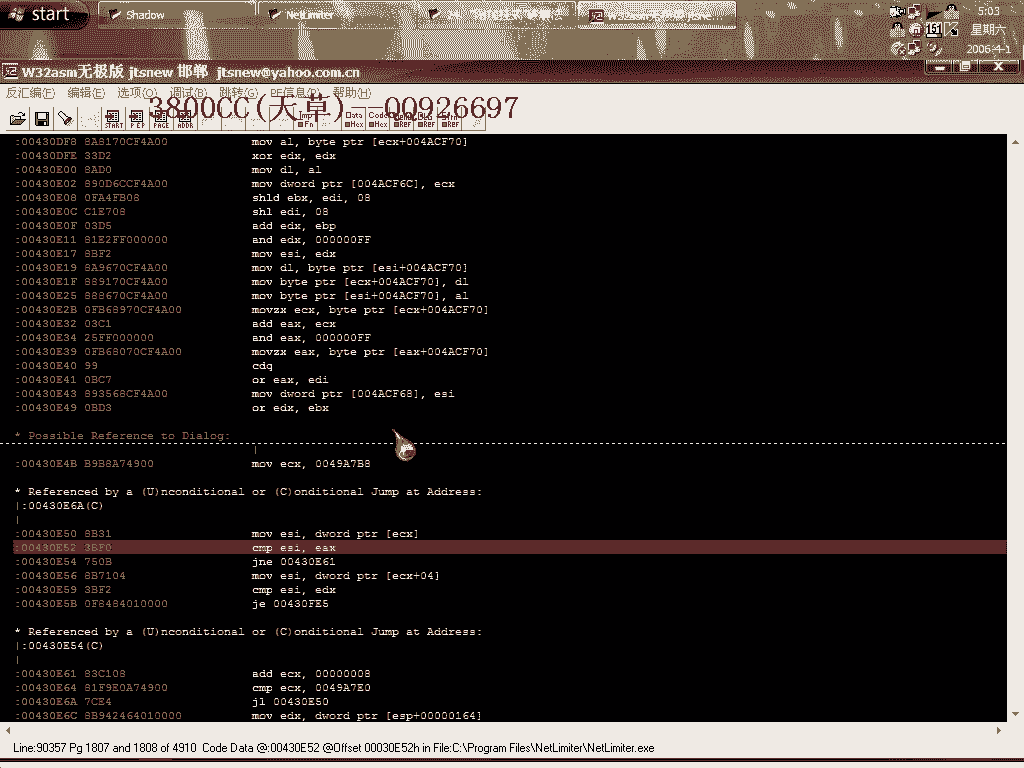 start
Shadow
NetLimiter
W32asm无极版 jtsne
5:03
151
星期六
2006-4-1
W32asm无极版 jtsnew 邯郸 jtsnew@yahoo.com.cn
反汇编(F) 编辑(E) 选项(O) 调试(B) 跳转(G) PE信息(P) 帮助(H)
3800CC(天草)--00926697
:00430DF8 8A8170CF4A00 mov al, byte ptr [ecx+004ACF70]
:00430DFE 33D2 xor edx, edx
:00430E00 8AD0 mov dl, al
:00430E02 890D6CCF4A00 mov dword ptr [004ACF6C], ecx
:00430E08 0FA4FB08 shld ebx, edi, 08
:00430E0C C1E708 shl edi, 08
:00430E0F 03D5 add edx, ebp
:00430E11 81E2FF000000 and edx, 000000FF
:00430E17 8BF2 mov esi, edx
:00430E19 8A9670CF4A00 mov dl, byte ptr [esi+004ACF70]
:00430E1F 889170CF4A00 mov byte ptr [ecx+004ACF70], dl
:00430E25 888670CF4A00 mov byte ptr [esi+004ACF70], al
:00430E2B 0FB68970CF4A00 movzx ecx, byte ptr [ecx+004ACF70]
:00430E32 03C1 add eax, ecx
:00430E34 25FF000000 and eax, 000000FF
:00430E39 0FB68070CF4A00 movzx eax, byte ptr [eax+004ACF70]
:00430E40 99 cdq
:00430E41 0BC7 or eax, edi
:00430E43 893568CF4A00 mov dword ptr [004ACF68], esi
:00430E49 0BD3 or edx, ebx
* Possible Reference to Dialog:
|
:00430E4B B9B8A74900 mov ecx, 0049A7B8
* Referenced by a (U)nconditional or (C)onditional Jump at Address:
|:00430E6A(C)
|
:00430E50 8B31 mov esi, dword ptr [ecx]
:00430E52 3BF0 cmp esi, eax
:00430E54 750B jne 00430E61
:00430E56 8B7104 mov esi, dword ptr [ecx+04]
:00430E59 3BF2 cmp esi, edx
:00430E5B 0F8484010000 je 00430FE5
* Referenced by a (U)nconditional or (C)onditional Jump at Address:
|:00430E54(C)
|
:00430E61 83C108 add ecx, 00000008
:00430E64 81F9E0A74900 cmp ecx, 0049A7E0
:00430E6A 7CE4 jl 00430E50
:00430E6C 8B942464010000 mov edx, dword ptr [esp+00000164]
Line:90357 Pg 1807 and 1808 of 4910 Code Data @:00430E52 @Offset 00030E52h in File:C:\Program Files\NetLimiter\NetLimiter.exe